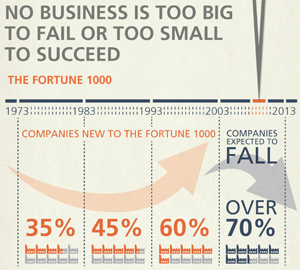 NO BUSINESS IS TOO BIG
TO FAIL OR TOO SMALL
TO SUCCEED
THE FORTUNE 1000
1973 1983 1993 2003 2013
COMPANIES NEW TO THE FORTUNE 1000
COMPANIES
EXPECTED TO
FALL
35% 45% 60%
OVER
70%